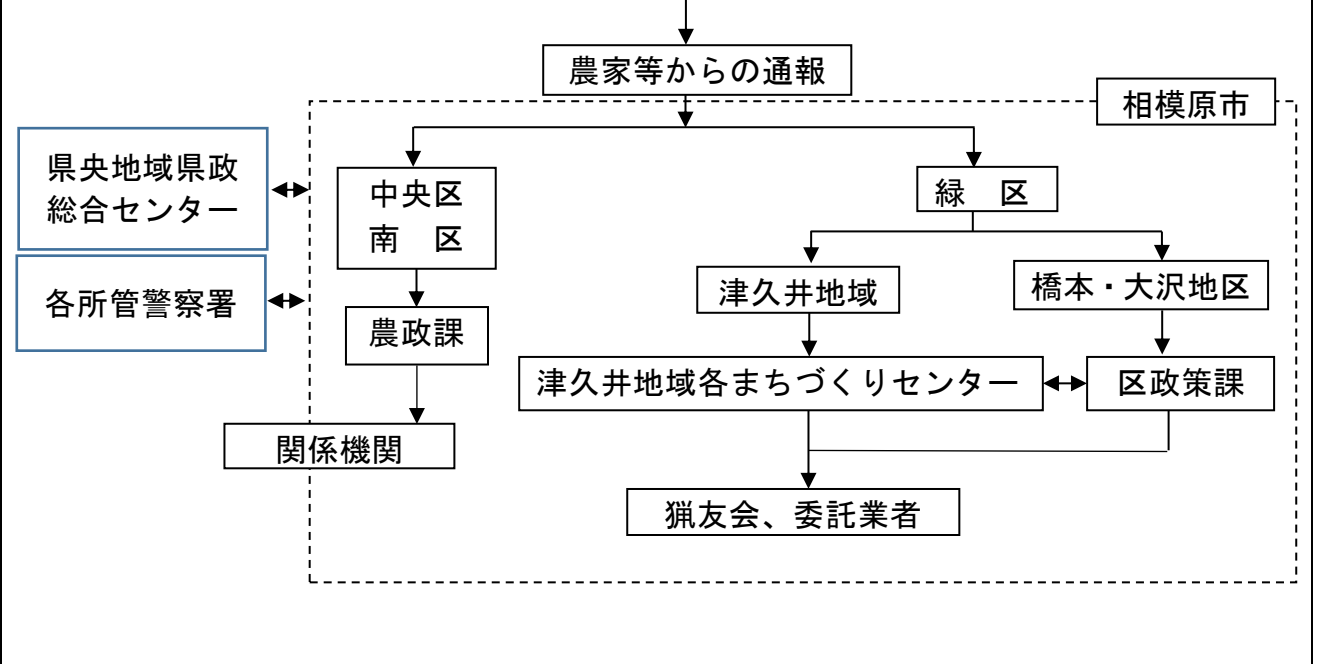 農家等からの通報
相模原市
県央地域県政
総合センター
中央区
南　区
緑　区
各所管警察署
津久井地域
橋本・大沢地区
農政課
津久井地域各まちづくりセンター
区政策課
関係機関
猟友会、委託業者